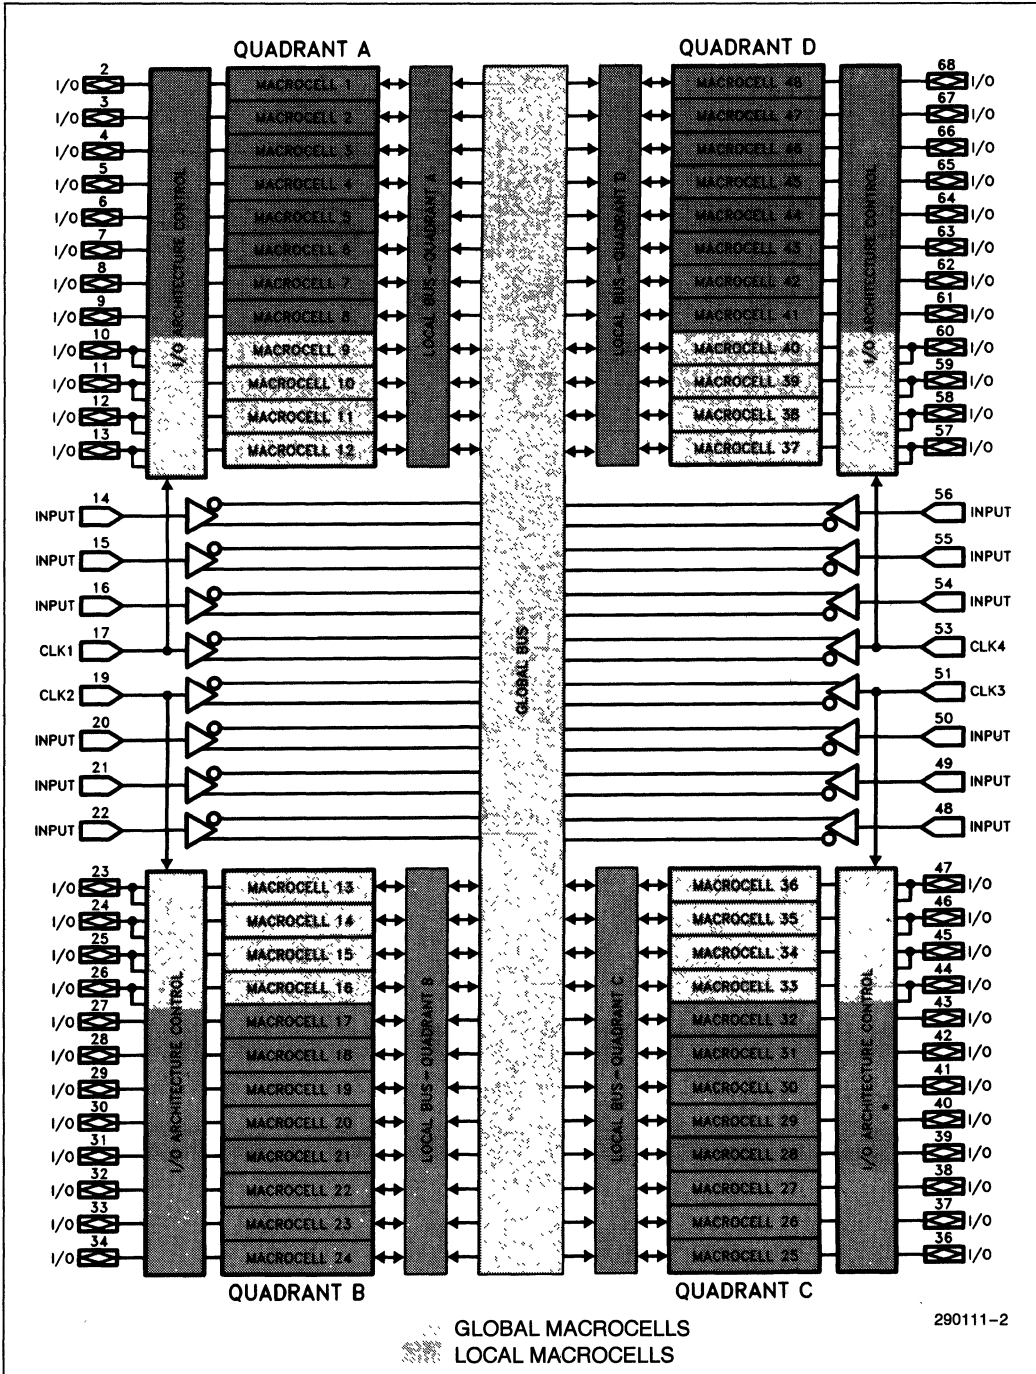 QUADRANT A
QUADRANT D
2 I/O MACROCELL 1 MACROCELL 48 68 I/O
3 I/O MACROCELL 2 MACROCELL 47 67 I/O
4 I/O MACROCELL 3 MACROCELL 46 66 I/O
5 I/O MACROCELL 4 MACROCELL 45 65 I/O
6 I/O MACROCELL 5 MACROCELL 44 64 I/O
7 I/O MACROCELL 6 MACROCELL 43 63 I/O
8 I/O MACROCELL 7 MACROCELL 42 62 I/O
9 I/O MACROCELL 8 MACROCELL 41 61 I/O
10 I/O MACROCELL 9 MACROCELL 40 60 I/O
11 I/O MACROCELL 10 MACROCELL 39 59 I/O
12 I/O MACROCELL 11 MACROCELL 38 58 I/O
13 I/O MACROCELL 12 MACROCELL 37 57 I/O
I/O ARCHITECTURE CONTROL
LOCAL BUS-QUADRANT A
LOCAL BUS-QUADRANT D
I/O ARCHITECTURE CONTROL
14 INPUT 56 INPUT
15 INPUT 55 INPUT
16 INPUT 54 INPUT
17 CLK1 53 CLK4
19 CLK2 51 CLK3
20 INPUT 50 INPUT
21 INPUT 49 INPUT
22 INPUT 48 INPUT
GLOBAL BUS
23 I/O MACROCELL 13 MACROCELL 36 47 I/O
24 I/O MACROCELL 14 MACROCELL 35 46 I/O
25 I/O MACROCELL 15 MACROCELL 34 45 I/O
26 I/O MACROCELL 16 MACROCELL 33 44 I/O
27 I/O MACROCELL 17 MACROCELL 32 43 I/O
28 I/O MACROCELL 18 MACROCELL 31 42 I/O
29 I/O MACROCELL 19 MACROCELL 30 41 I/O
30 I/O MACROCELL 20 MACROCELL 29 40 I/O
31 I/O MACROCELL 21 MACROCELL 28 39 I/O
32 I/O MACROCELL 22 MACROCELL 27 38 I/O
33 I/O MACROCELL 23 MACROCELL 26 37 I/O
34 I/O MACROCELL 24 MACROCELL 25 36 I/O
I/O ARCHITECTURE CONTROL
LOCAL BUS-QUADRANT B
LOCAL BUS-QUADRANT C
I/O ARCHITECTURE CONTROL
QUADRANT B
QUADRANT C
290111-2
GLOBAL MACROCELLS
LOCAL MACROCELLS